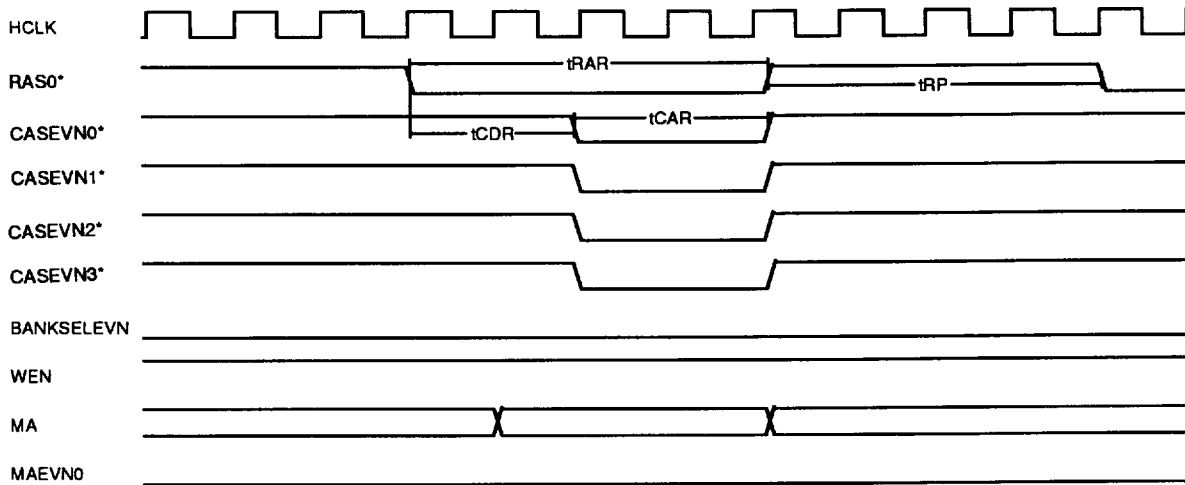 HCLK
RAS0*
tRAR
tRP
CASEVN0*
tCDR
tCAR
CASEVN1*
CASEVN2*
CASEVN3*
BANKSELEVN
WEN
MA
MAEVN0